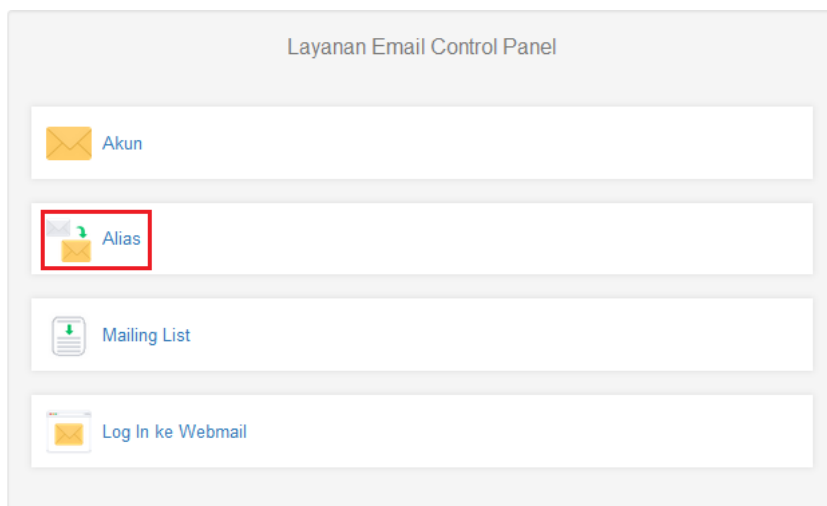 Layanan Email Control Panel
Akun
Alias
Mailing List
Log In ke Webmail